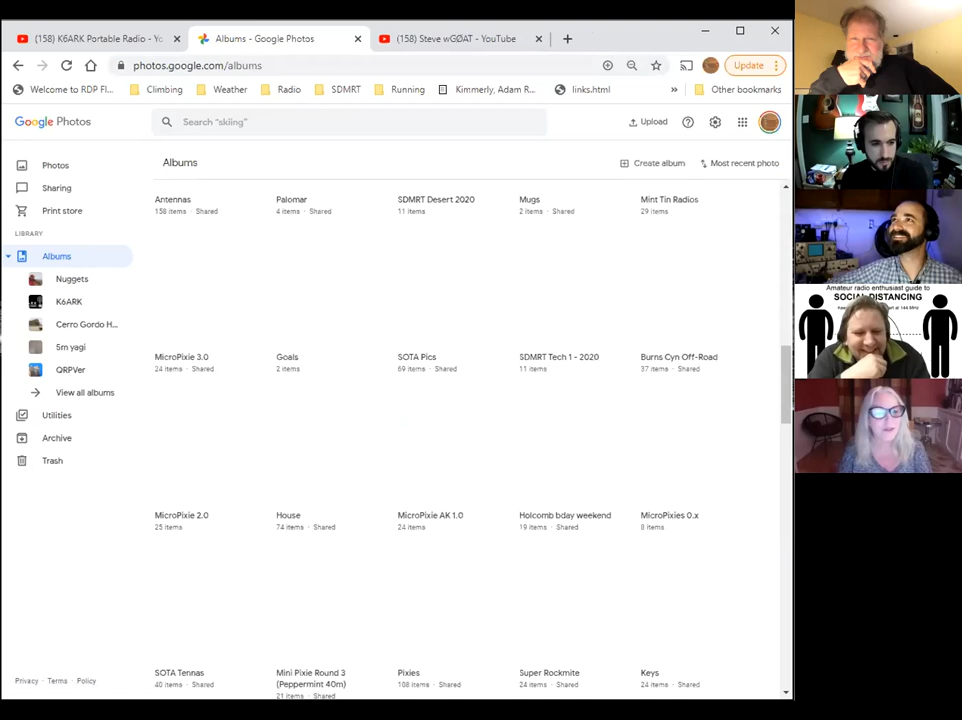 (158) K6ARK Portable Radio - Yo
Albums - Google Photos
(158) Steve wGØAT - YouTube
photos.google.com/albums
Update
Welcome to RDP Fl...
Climbing
Weather
Radio
SDMRT
Running
Kimmerly, Adam R...
links.html
»
Other bookmarks
Google Photos
Search "skiing"
Upload
Photos
Sharing
Print store
LIBRARY
Albums
Nuggets
K6ARK
Cerro Gordo H...
5m yagi
QRPVer
View all albums
Utilities
Archive
Trash
Privacy · Terms · Policy
Albums
Create album
Most recent photo
Antennas
158 items · Shared
Palomar
4 items · Shared
SDMRT Desert 2020
11 items
Mugs
2 items · Shared
Mint Tin Radios
29 items
MicroPixie 3.0
24 items · Shared
Goals
2 items
SOTA Pics
69 items · Shared
SDMRT Tech 1 - 2020
11 items
Burns Cyn Off-Road
37 items · Shared
MicroPixie 2.0
25 items
House
74 items · Shared
MicroPixie AK 1.0
24 items
Holcomb bday weekend
19 items · Shared
MicroPixies 0.x
8 items
SOTA Tennas
40 items · Shared
Mini Pixie Round 3
(Peppermint 40m)
21 items · Shared
Pixies
108 items · Shared
Super Rockmite
24 items · Shared
Keys
24 items · Shared
Amateur radio enthusiast guide to
SOCIAL DISTANCING
at 144 MHz